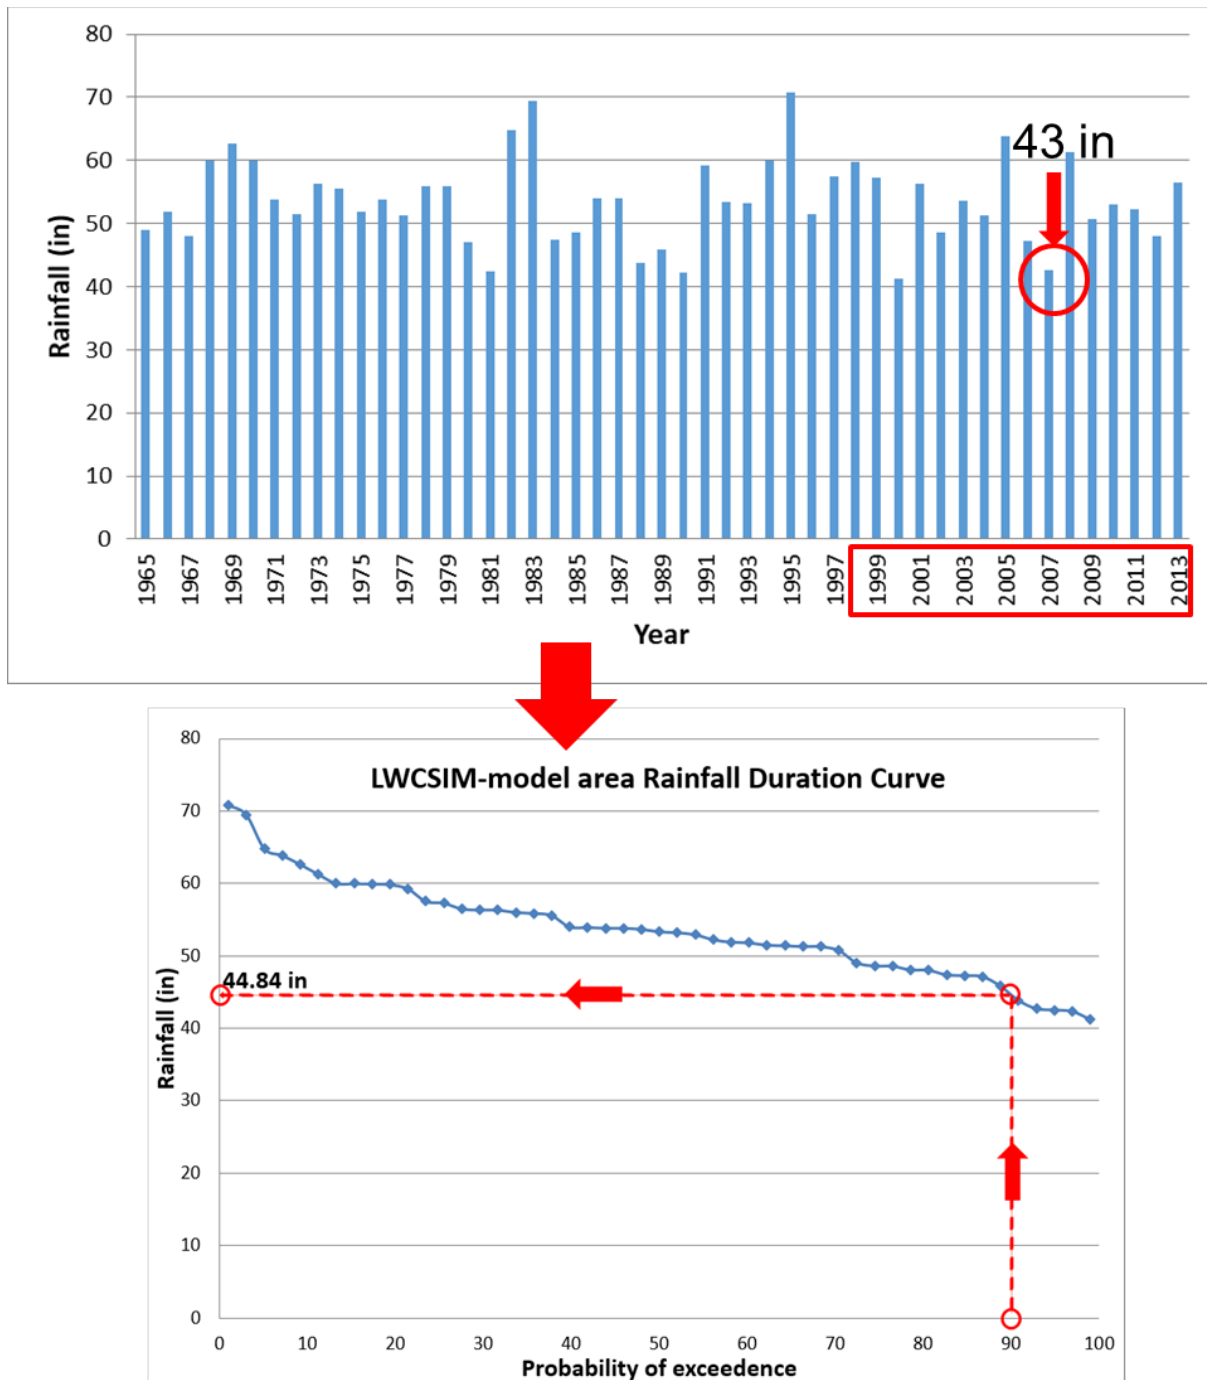 80
70
60
50
40
30
20
10
0
Rainfall (in)
43 in
1965 1967 1969 1971 1973 1975 1977 1979 1981 1983 1985 1987 1989 1991 1993 1995 1997 1999 2001 2003 2005 2007 2009 2011 2013
Year
LWCSIM-model area Rainfall Duration Curve
80
70
60
50
40
30
20
10
0
Rainfall (in)
44.84 in
0 10 20 30 40 50 60 70 80 90 100
Probability of exceedence